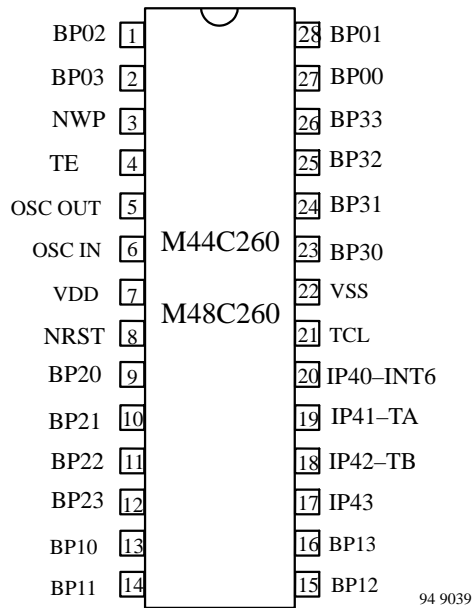 BP02 1 28 BP01
BP03 2 27 BP00
NWP 3 26 BP33
TE 4 25 BP32
OSC OUT 5 24 BP31
OSC IN 6 M44C260 23 BP30
VDD 7 22 VSS
M48C260
NRST 8 21 TCL
BP20 9 20 IP40–INT6
BP21 10 19 IP41–TA
BP22 11 18 IP42–TB
BP23 12 17 IP43
BP10 13 16 BP13
BP11 14 15 BP12
94 9039